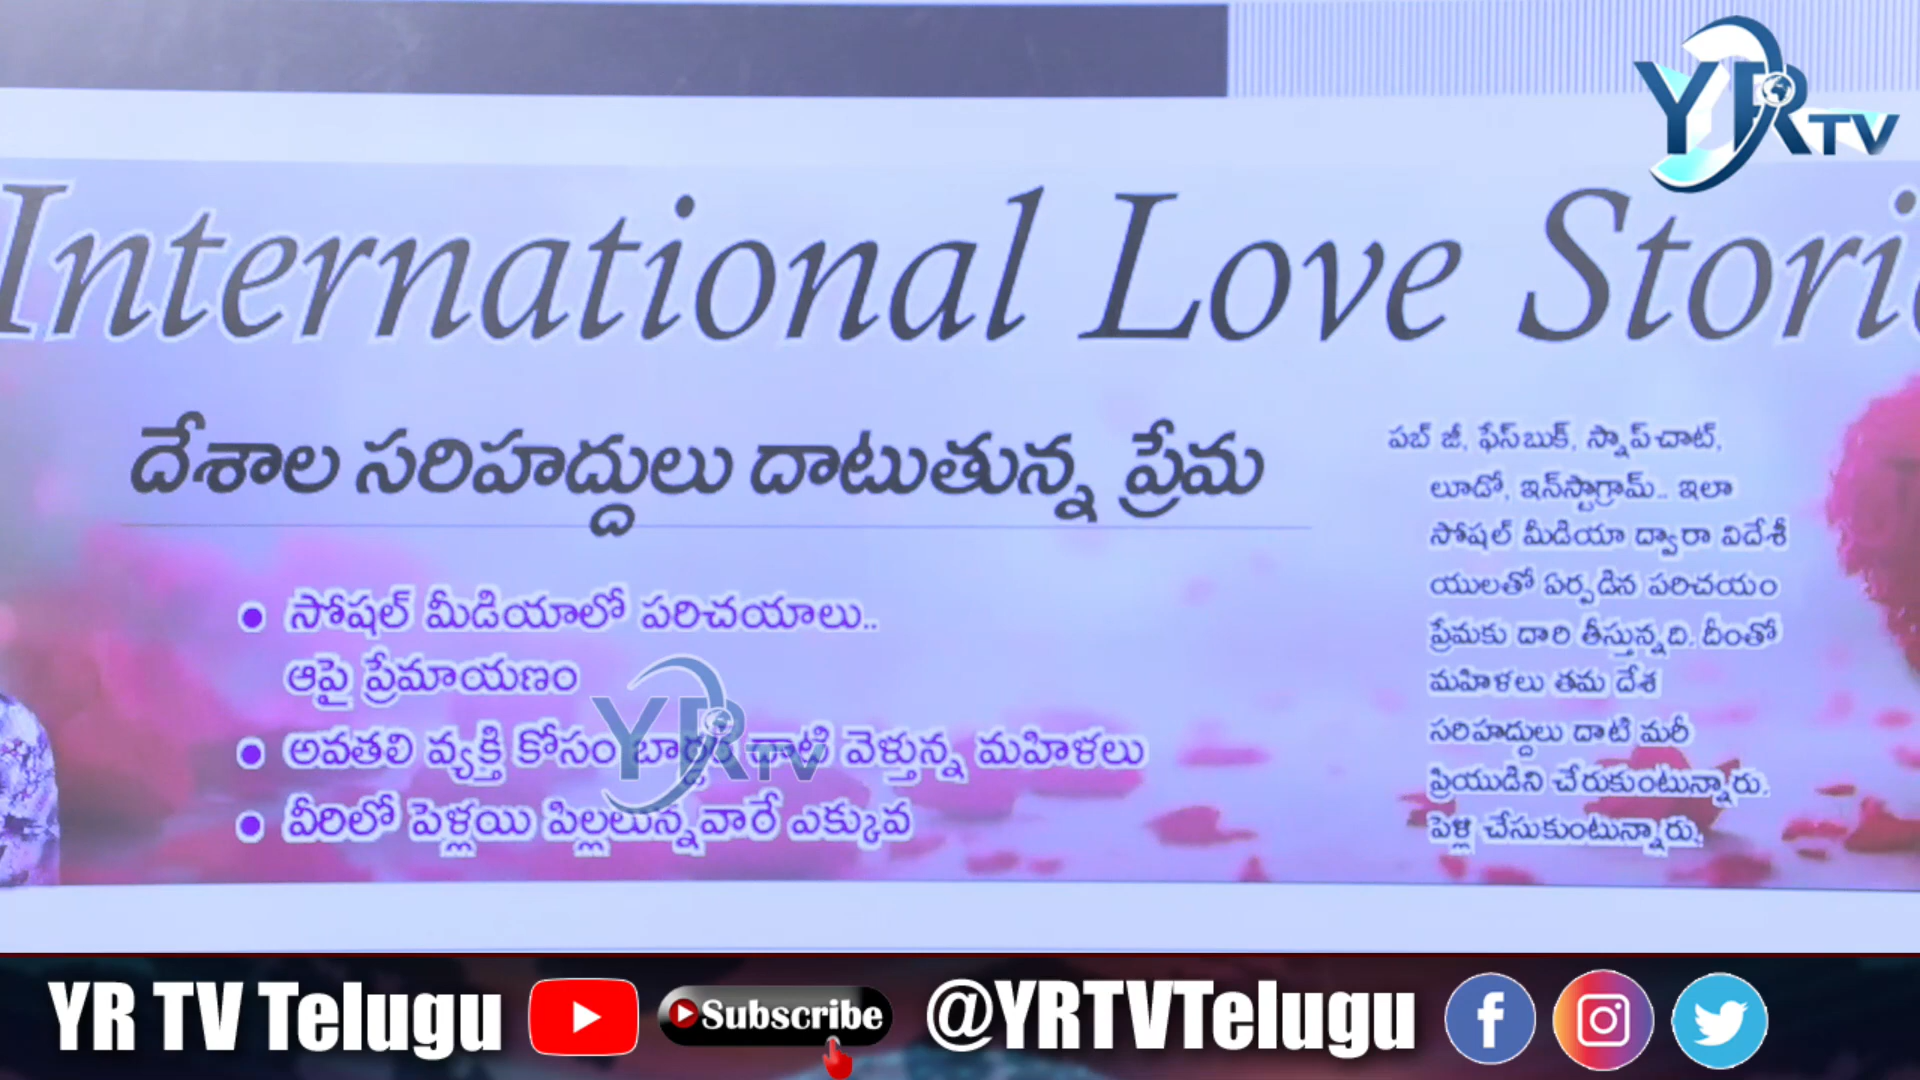 YR TV
International Love Stori
దేశాల సరిహద్దులు దాటుతున్న ప్రేమ
• సోషల్ మీడియాలో పరిచయాలు..
ఆపై ప్రేమాయణం
• అవతలి వ్యక్తి కోసం బార్డర్ దాటి వెళ్తున్న మహిళలు
• వీరిలో పెళ్లయి పిల్లలున్నవారే ఎక్కువ
పబ్ జీ, ఫేస్‌బుక్, స్నాప్‌చాట్,
లూడో, ఇన్‌స్టాగ్రామ్.. ఇలా
సోషల్ మీడియా ద్వారా విదేశీ
యులతో ఏర్పడిన పరిచయం
ప్రేమకు దారి తీస్తున్నది. దీంతో
మహిళలు తమ దేశ
సరిహద్దులు దాటి మరీ
ప్రియుడిని చేరుకుంటున్నారు.
పెళ్లి చేసుకుంటున్నారు.
YR TV
YR TV Telugu Subscribe @YRTVTelugu